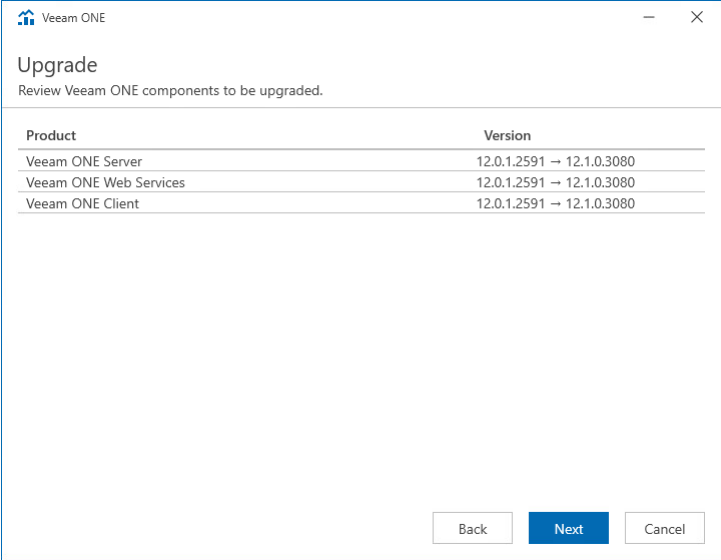 Veeam ONE
Upgrade
Review Veeam ONE components to be upgraded.
Product Version
Veeam ONE Server 12.0.1.2591 → 12.1.0.3080
Veeam ONE Web Services 12.0.1.2591 → 12.1.0.3080
Veeam ONE Client 12.0.1.2591 → 12.1.0.3080
Back Next Cancel